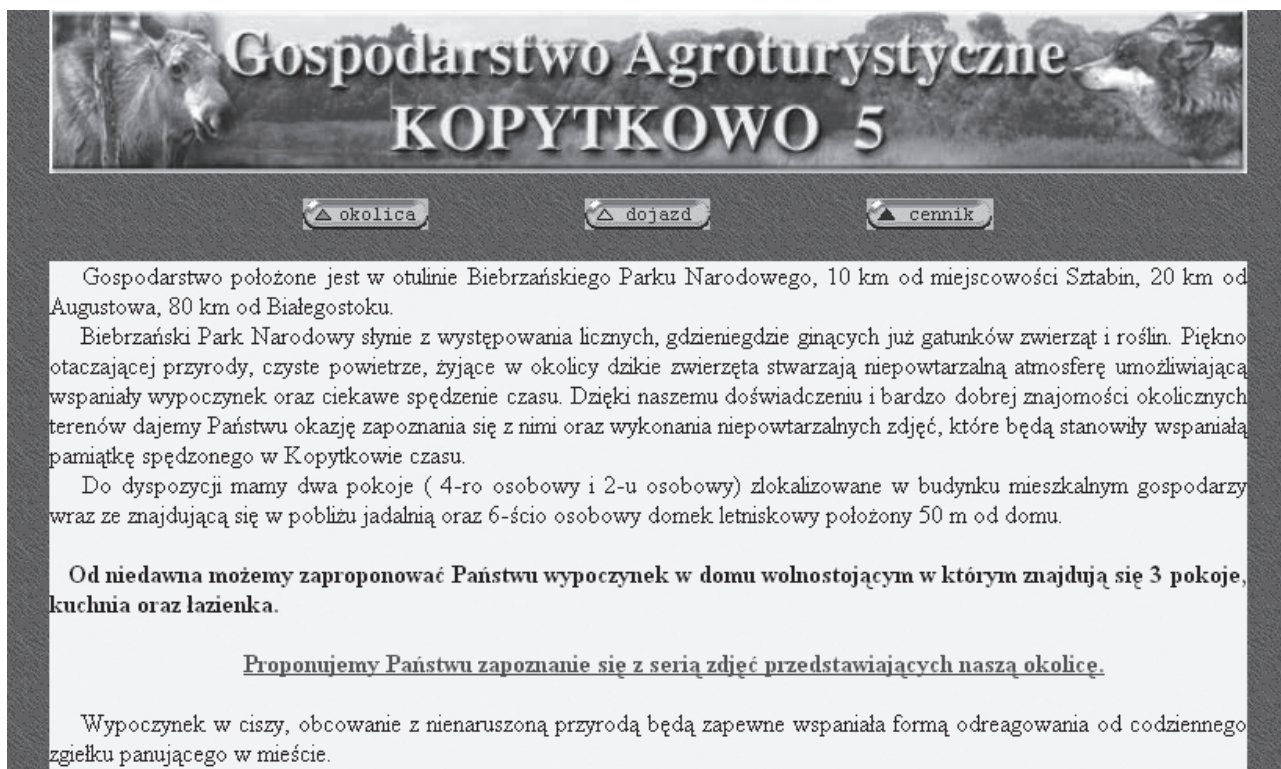 Gospodarstwo Agroturystyczne
KOPYTKOWO 5
okolica dojazd cennik
Gospodarstwo położone jest w otulinie Biebrzańskiego Parku Narodowego, 10 km od miejscowości Sztabin, 20 km od
Augustowa, 80 km od Białegostoku.
Biebrzański Park Narodowy słynie z występowania licznych, gdzieniegdzie ginących już gatunków zwierząt i roślin. Piękno
otaczającej przyrody, czyste powietrze, żyjące w okolicy dzikie zwierzęta stwarzają niepowtarzalną atmosferę umożliwiającą
wspaniały wypoczynek oraz ciekawe spędzenie czasu. Dzięki naszemu doświadczeniu i bardzo dobrej znajomości okolicznych
terenów dajemy Państwu okazję zapoznania się z nimi oraz wykonania niepowtarzalnych zdjęć, które będą stanowiły wspaniałą
pamiątkę spędzonego w Kopytkowie czasu.
Do dyspozycji mamy dwa pokoje ( 4-ro osobowy i 2-u osobowy) zlokalizowane w budynku mieszkalnym gospodarzy
wraz ze znajdującą się w pobliżu jadalnią oraz 6-ścio osobowy domek letniskowy położony 50 m od domu.
Od niedawna możemy zaproponować Państwu wypoczynek w domu wolnostojącym w którym znajdują się 3 pokoje,
kuchnia oraz łazienka.
Proponujemy Państwu zapoznanie się z serią zdjęć przedstawiających naszą okolicę.
Wypoczynek w ciszy, obcowanie z nienaruszoną przyrodą będą zapewne wspaniała formą odreagowania od codziennego
zgiełku panującego w mieście.